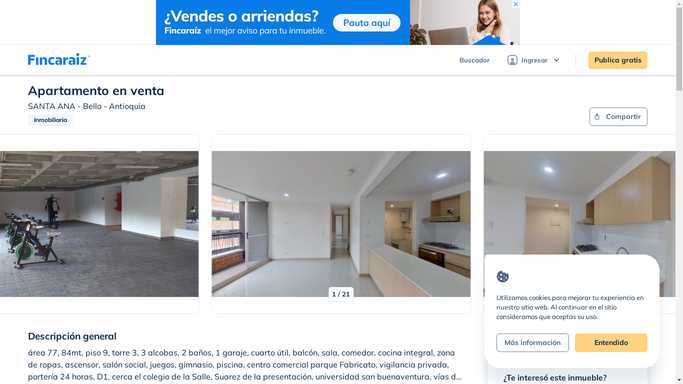 ¿Vendes o arriendas?
Fincaraíz el mejor aviso para tu inmueble.
Pauta aquí
Fincaraíz
Buscador
Ingresar
Publica gratis
Apartamento en venta
SANTA ANA - Bello - Antioquia
Inmobiliaria
Compartir
1 / 21
Utilizamos cookies para mejorar tu experiencia en
nuestro sitio web. Al continuar en el sitio
consideramos que aceptas su uso.
Más información
Entendido
Descripción general
área 77, 84mt, piso 9, torre 3, 3 alcobas, 2 baños, 1 garaje, cuarto útil, balcón, sala, comedor, cocina integral, zona
de ropas, ascensor, salón social, juegos, gimnasio, piscina, centro comercial parque Fabricato, vigilancia privada,
portería 24 horas, D1, cerca el colegio de la Salle, Suarez de la presentación, universidad san buenaventura, vías d...
¿Te interesó este inmueble?